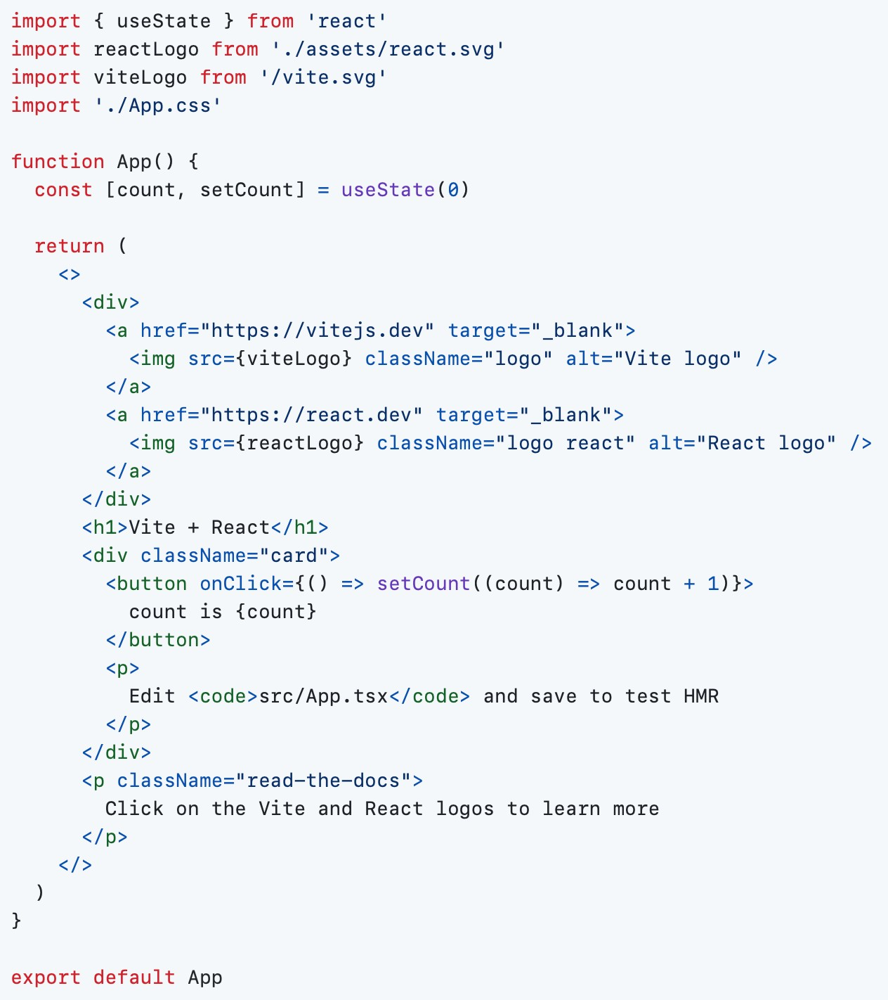 import { useState } from 'react'
import reactLogo from './assets/react.svg'
import viteLogo from '/vite.svg'
import './App.css'

function App() {
  const [count, setCount] = useState(0)

  return (
    <>
      <div>
        <a href="https://vitejs.dev" target="_blank">
          <img src={viteLogo} className="logo" alt="Vite logo" />
        </a>
        <a href="https://react.dev" target="_blank">
          <img src={reactLogo} className="logo react" alt="React logo" />
        </a>
      </div>
      <h1>Vite + React</h1>
      <div className="card">
        <button onClick={() => setCount((count) => count + 1)}>
          count is {count}
        </button>
        <p>
          Edit <code>src/App.tsx</code> and save to test HMR
        </p>
      </div>
      <p className="read-the-docs">
        Click on the Vite and React logos to learn more
      </p>
    </>
  )
}

export default App